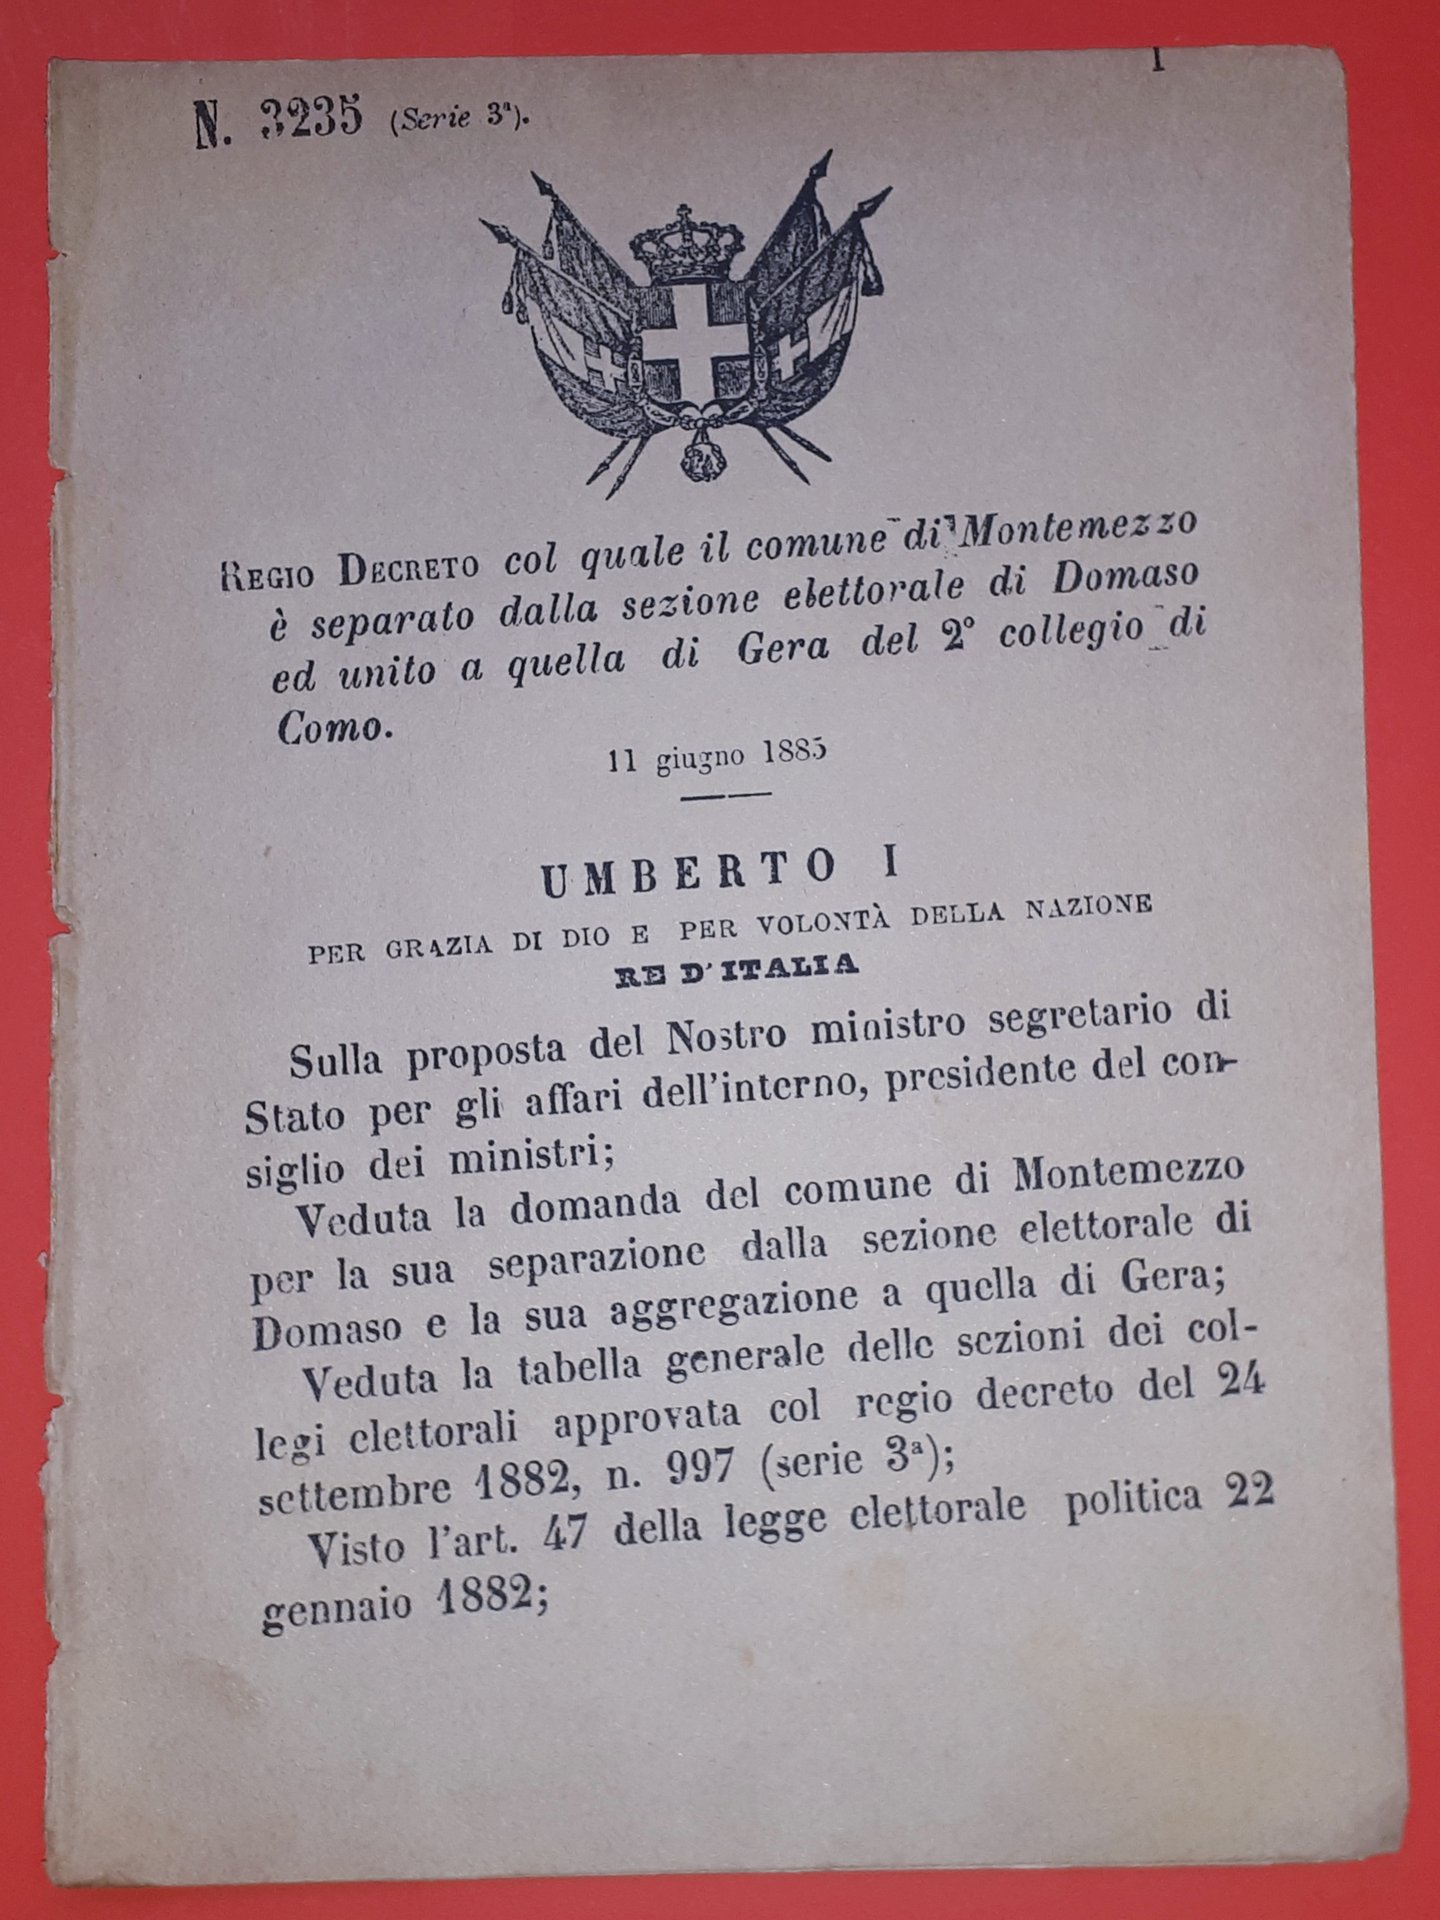 N. 3235 (Serie 3ª).
REGIO DECRETO col quale il comune di Montemezzo
è separato dalla sezione elettorale di Domaso
ed unito a quella di Gera del 2º collegio di
Como.
11 giugno 1885
UMBERTO I
PER GRAZIA DI DIO E PER VOLONTÀ DELLA NAZIONE
RE D'ITALIA
Sulla proposta del Nostro ministro segretario di
Stato per gli affari dell'interno, presidente del con-
siglio dei ministri;
Veduta la domanda del comune di Montemezzo
per la sua separazione dalla sezione elettorale di
Domaso e la sua aggregazione a quella di Gera;
Veduta la tabella generale delle sezioni dei col-
legi elettorali approvata col regio decreto del 24
settembre 1882, n. 997 (serie 3ª);
Visto l'art. 47 della legge elettorale politica 22
gennaio 1882;